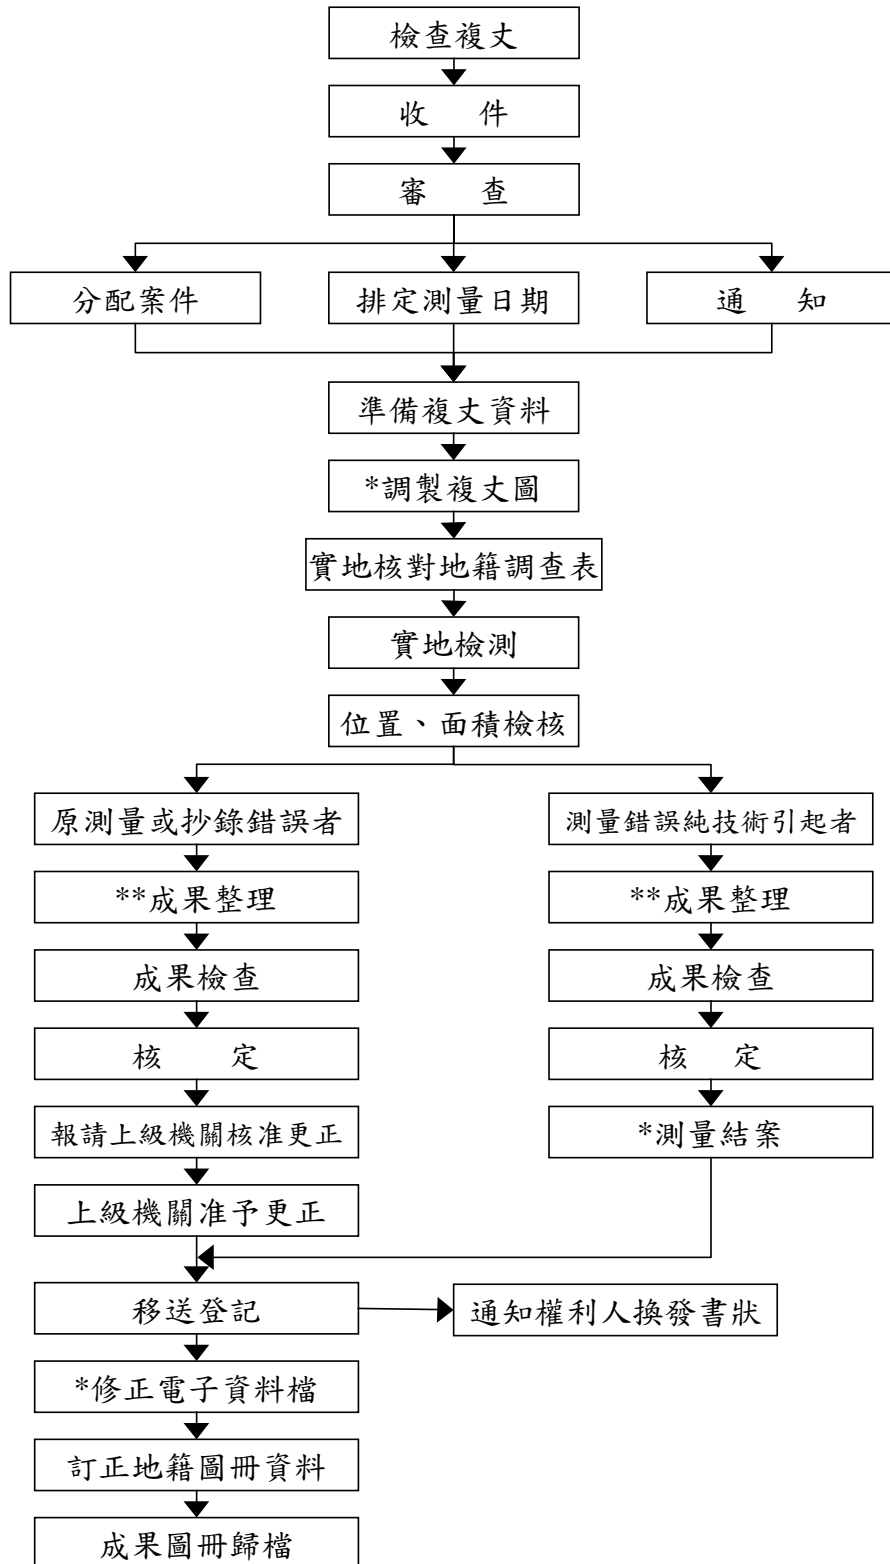 檢查複丈
收　　件
審　　查
分配案件
排定測量日期
通　　知
準備複丈資料
*調製複丈圖
實地核對地籍調查表
實地檢測
位置、面積檢核
原測量或抄錄錯誤者
**成果整理
成果檢查
核　　定
報請上級機關核准更正
上級機關准予更正
測量錯誤純技術引起者
**成果整理
成果檢查
核　　定
*測量結案
移送登記
通知權利人換發書狀
*修正電子資料檔
訂正地籍圖冊資料
成果圖冊歸檔